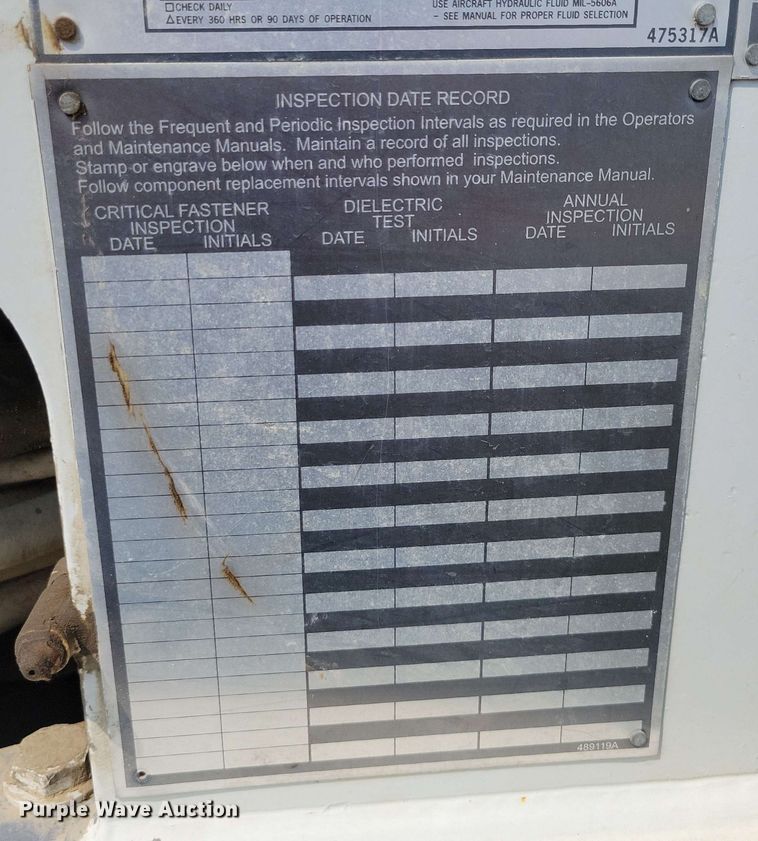 USE AIRCRAFT HYDRAULIC FLUID MIL-5606A
□ CHECK DAILY
- SEE MANUAL FOR PROPER FLUID SELECTION
△ EVERY 360 HRS OR 90 DAYS OF OPERATION
475317A
INSPECTION DATE RECORD
Follow the Frequent and Periodic Inspection Intervals as required in the Operators
and Maintenance Manuals. Maintain a record of all inspections.
Stamp or engrave below when and who performed inspections.
Follow component replacement intervals shown in your Maintenance Manual.
CRITICAL FASTENER
INSPECTION
DATE INITIALS
DIELECTRIC
TEST
DATE INITIALS
ANNUAL
INSPECTION
DATE INITIALS
489119A
Purple Wave Auction